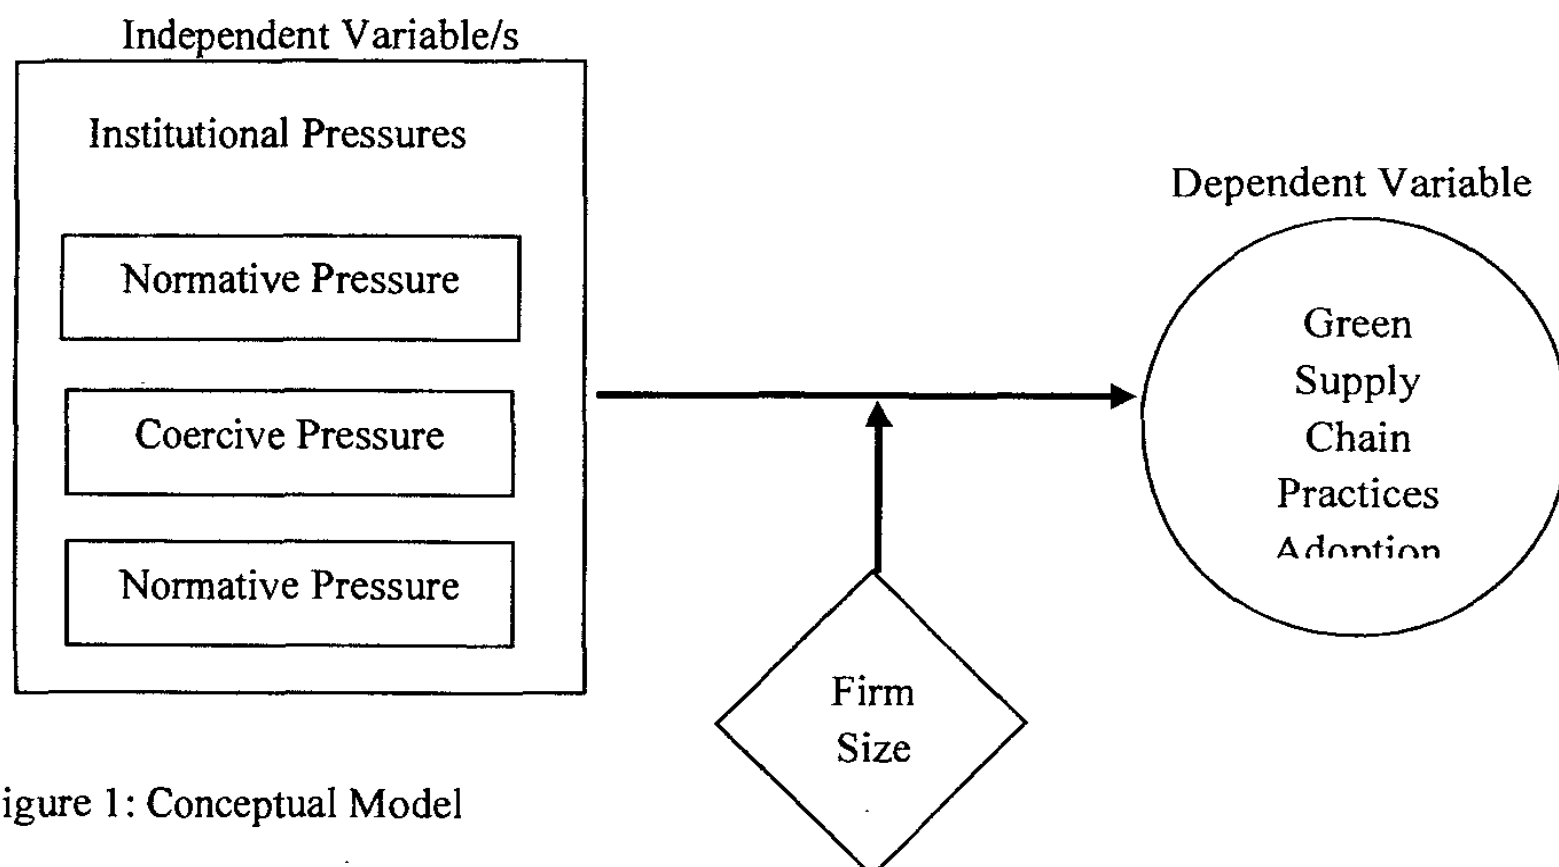 Independent Variable/s
Institutional Pressures
Normative Pressure
Coercive Pressure
Normative Pressure
Dependent Variable
Green
Supply
Chain
Practices
Adoption
Firm
Size
igure 1: Conceptual Model